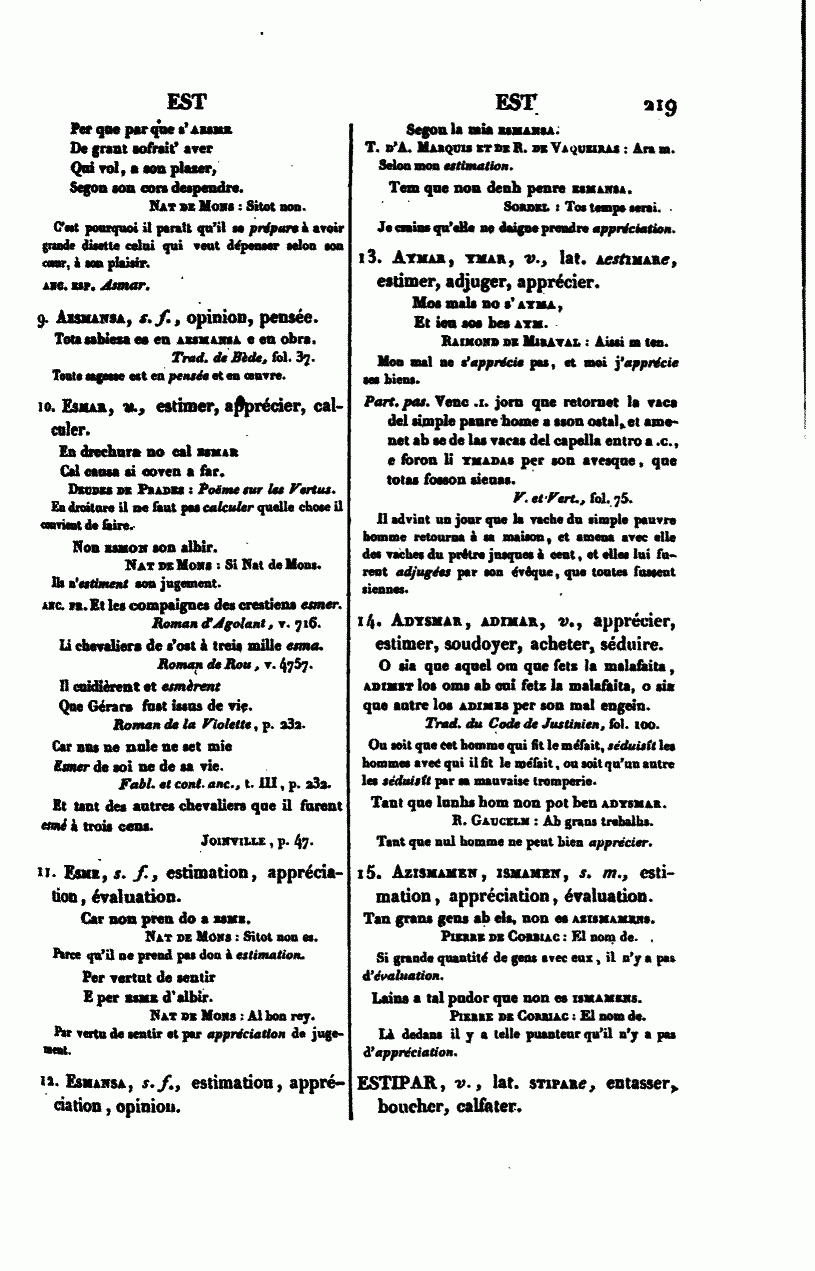 EST
EST
219
Per que par que s'ASESME
De grant sofrait' aver
Qui vol, a son plazer,
Segon son cors despendre.
NAT DE MONS : Sitot non.
C'est pourquoi il paraît qu'il se prépare à avoir
grande disette celui qui veut dépenser selon son
cœur, à son plaisir.
ANC. ESP. Asmar.
9. AESMANSA, s. f., opinion, pensée.
Tota sabieza es en AESMANSA e en obra.
Trad. de Bède, fol. 37.
Toute sagesse est en pensée et en œuvre.
10. ESMAR, v., estimer, apprécier, cal-
culer.
En drechura no cal ESMAR
Cal causa si coven a far.
DEUDES DE PRADES : Poëme sur les Vertus.
En droiture il ne faut pas calculer quelle chose il
convient de faire.
Non ESMON son albir.
NAT DE MONS : Si Nat de Mons.
Ils n'estiment son jugement.
ANC. FR. Et les compaignes des crestiens esmer.
Roman d'Agolant, v. 716.
Li chevaliers de s'ost à treis mille esma.
Roman de Rou, v. 4757.
Il cuidièrent et esmèrent
Que Gérars fust issus de vie.
Roman de la Violette, p. 232.
Car nus ne nule ne set mie
Esmer de soi ne de sa vie.
Fabl. et cont. anc., t. III, p. 232.
Et tant des autres chevaliers que il furent
esmé à trois cens.
JOINVILLE, p. 47.
11. ESME, s. f., estimation, apprécia-
tion, évaluation.
Car non pren do a ESME.
NAT DE MONS : Sitot non es.
Parce qu'il ne prend pas don à estimation.
Per vertut de sentir
E per ESME d'albir.
NAT DE MONS : Al bon rey.
Par vertu de sentir et par appréciation de juge-
ment.
12. ESMANSA, s. f., estimation, appré-
ciation, opinion.
Segon la mia ESMANSA.
T. D'A. MARQUIS ET DE R. DE VAQUEIRAS : Ara m.
Selon mon estimation.
Tem que non denh penre ESMANSA.
SORDEL : Tos temps serai.
Je crains qu'elle ne daigne prendre appréciation.
13. AYMAR, YMAR, v., lat. AestIMARe,
estimer, adjuger, apprécier.
Mos mals no s'AYMA,
Et ieu sos bes AYM.
RAIMOND DE MIRAVAL : Aissi m ten.
Mon mal ne s'apprécie pas, et moi j'apprécie
ses biens.
Part. pas. Venc .I. jorn que retornet la vaca
del simple paure home a sson ostal, et ame-
net ab se de las vacas del capella entro a .c.,
e foron li YMADAS per son avesque, que
totas fosson sienas.
V. et Vert., fol. 75.
Il advint un jour que la vache du simple pauvre
homme retourna à sa maison, et amena avec elle
des vaches du prêtre jusques à cent, et elles lui fu-
rent adjugées par son évêque, que toutes fussent
siennes.
14. ADYSMAR, ADIMAR, v., apprécier,
estimer, soudoyer, acheter, séduire.
O sia que aquel om que fetz la malafaita,
ADIMET los oms ab cui fetz la malafaita, o sia
que autre los ADIMES per son mal engein.
Trad. du Code de Justinien, fol. 100.
Ou soit que cet homme qui fit le méfait, séduisît les
hommes avec qui il fit le méfait, ou soit qu'un autre
les séduisît par sa mauvaise tromperie.
Tant que lunhs hom non pot ben ADYSMAR.
R. GAUCELM : Ab grans trebalhs.
Tant que nul homme ne peut bien apprécier.
15. AZISMAMEN, ISMAMEN, s. m., esti-
mation, appréciation, évaluation.
Tan grans gens ab els, non es AZISMAMENS.
PIERRE DE CORBIAC : El nom de.
Si grande quantité de gens avec eux, il n'y a pas
d'évaluation.
Lains a tal pudor que non es ISMAMENS.
PIERRE DE CORBIAC : El nom de.
Là dedans il y a telle puanteur qu'il n'y a pas
d'appréciation.
ESTIPAR, v., lat. STIPARe, entasser,
boucher, calfater.